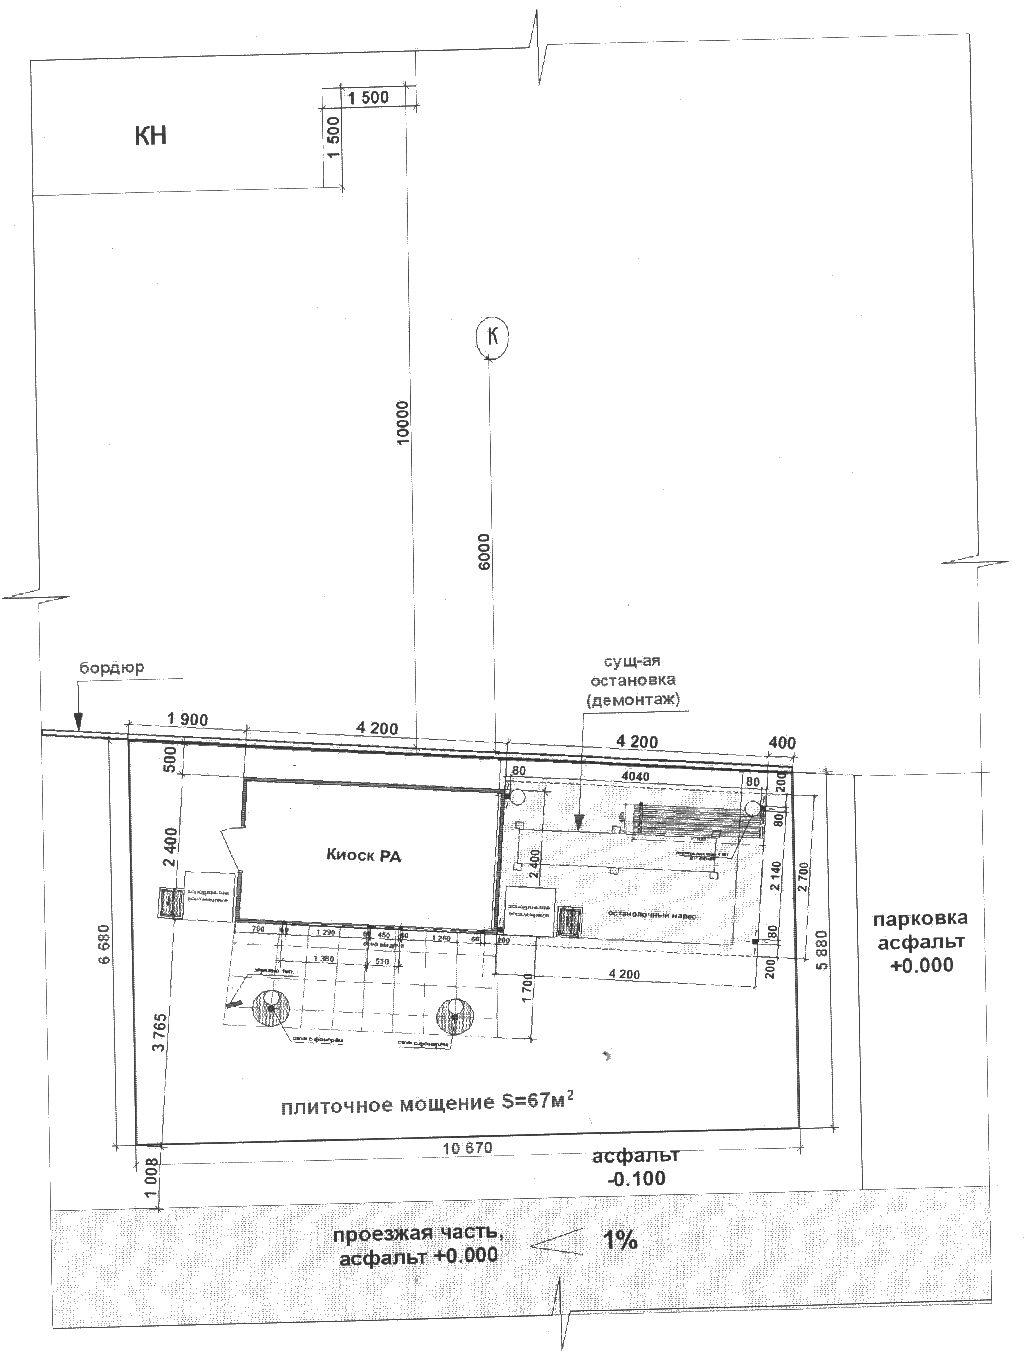 1 500
1 500
КН
К
10000
6000
бордюр
сущ-ая
остановка
(демонтаж)
1 900
4 200
4 200
400
500
80
4040
80
200
80
2 400
Киоск РА
2 400
2 140
2 700
остановочный навес
парковка
асфальт
+0.000
6 680
5 880
700
1 290
450
1 260
200
80
200
1 380
510
4 200
1 700
3 765
плиточное мощение S=67м²
10 670
1 008
асфальт
-0.100
проезжая часть,
асфальт +0.000
1%